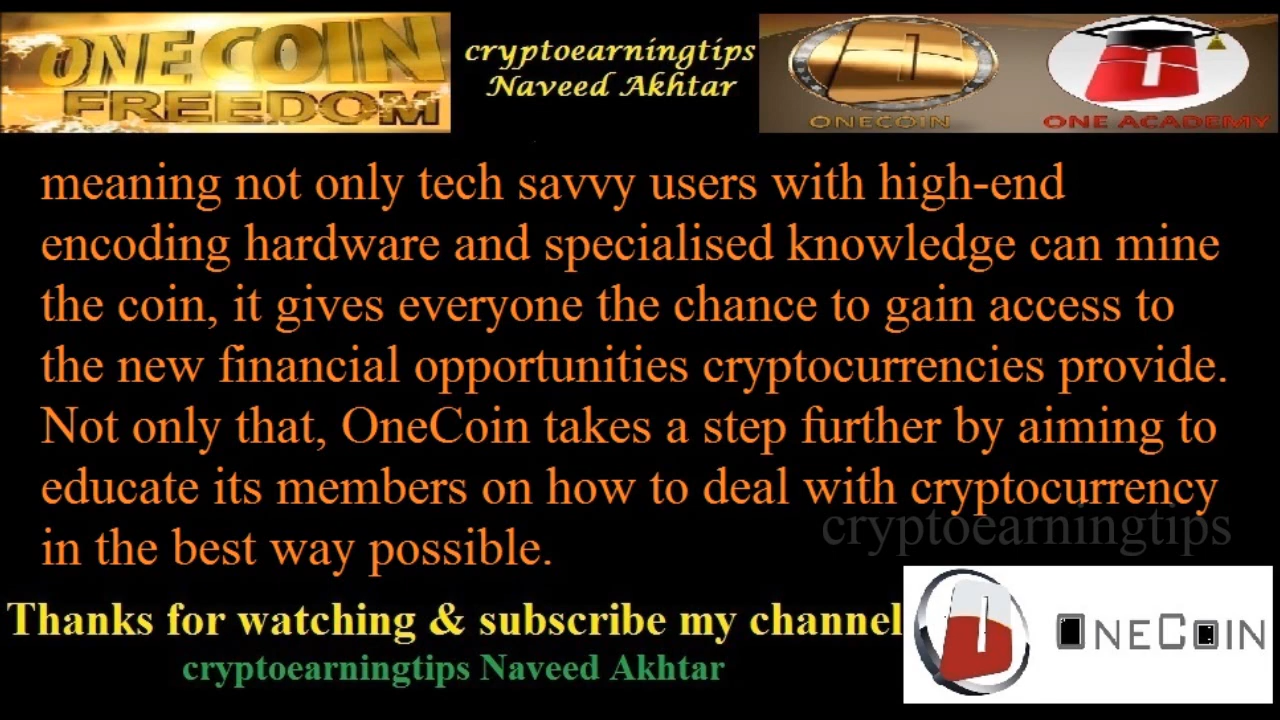 ONE COIN
FREEDOM
cryptoearningtips
Naveed Akhtar
ONECOIN
ONE ACADEMY
meaning not only tech savvy users with high-end
encoding hardware and specialised knowledge can mine
the coin, it gives everyone the chance to gain access to
the new financial opportunities cryptocurrencies provide.
Not only that, OneCoin takes a step further by aiming to
educate its members on how to deal with cryptocurrency
in the best way possible.
cryptoearningtips
Thanks for watching & subscribe my channel
cryptoearningtips Naveed Akhtar
ONECOIN